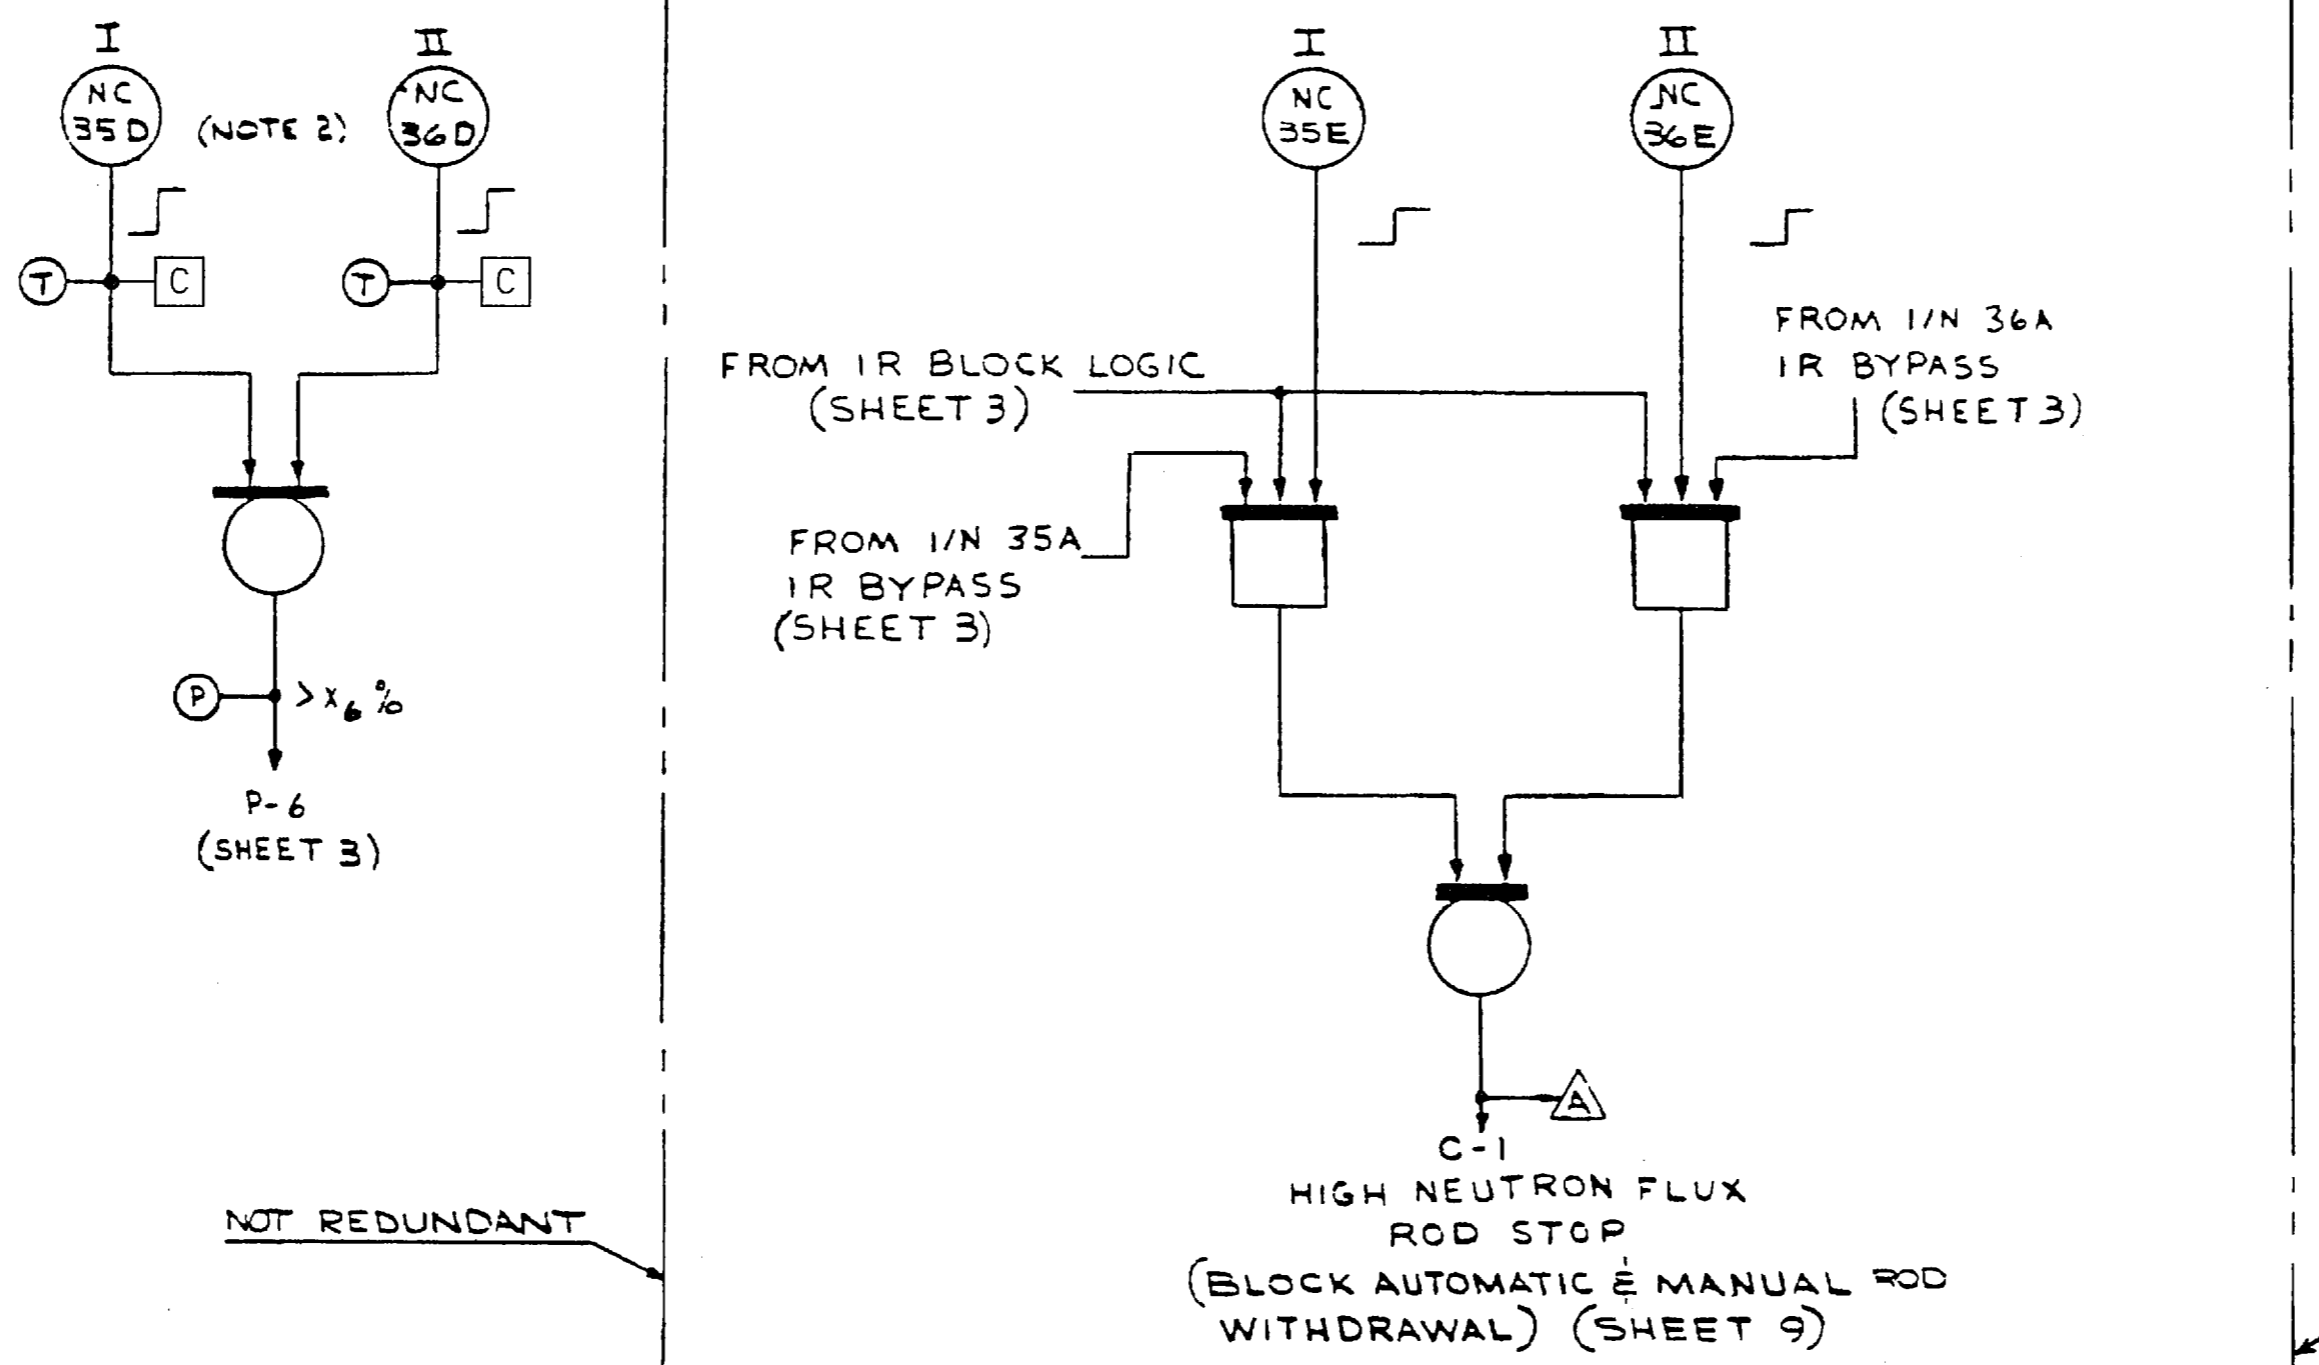 I
NC
35D
(NOTE 2)
II
NC
36D
T
C
T
C
P
>X6 %
P-6
(SHEET 3)
NOT REDUNDANT
I
NC
35E
II
NC
36E
FROM IR BLOCK LOGIC
(SHEET 3)
FROM I/N 36A
IR BYPASS
(SHEET 3)
FROM I/N 35A
IR BYPASS
(SHEET 3)
A
C-1
HIGH NEUTRON FLUX
ROD STOP
(BLOCK AUTOMATIC & MANUAL ROD
WITHDRAWAL) (SHEET 9)